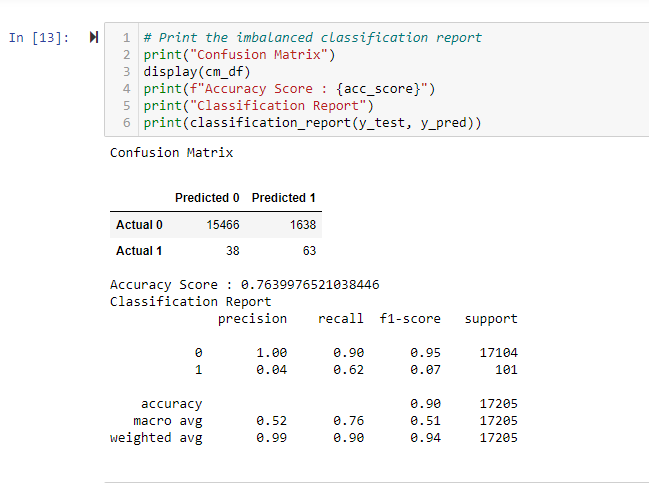 In [13]:
1 # Print the imbalanced classification report
2 print("Confusion Matrix")
3 display(cm_df)
4 print(f"Accuracy Score : {acc_score}")
5 print("Classification Report")
6 print(classification_report(y_test, y_pred))
Confusion Matrix
Predicted 0 Predicted 1
Actual 0 15466 1638
Actual 1 38 63
Accuracy Score : 0.7639976521038446
Classification Report
precision recall f1-score support
0 1.00 0.90 0.95 17104
1 0.04 0.62 0.07 101
accuracy 0.90 17205
macro avg 0.52 0.76 0.51 17205
weighted avg 0.99 0.90 0.94 17205